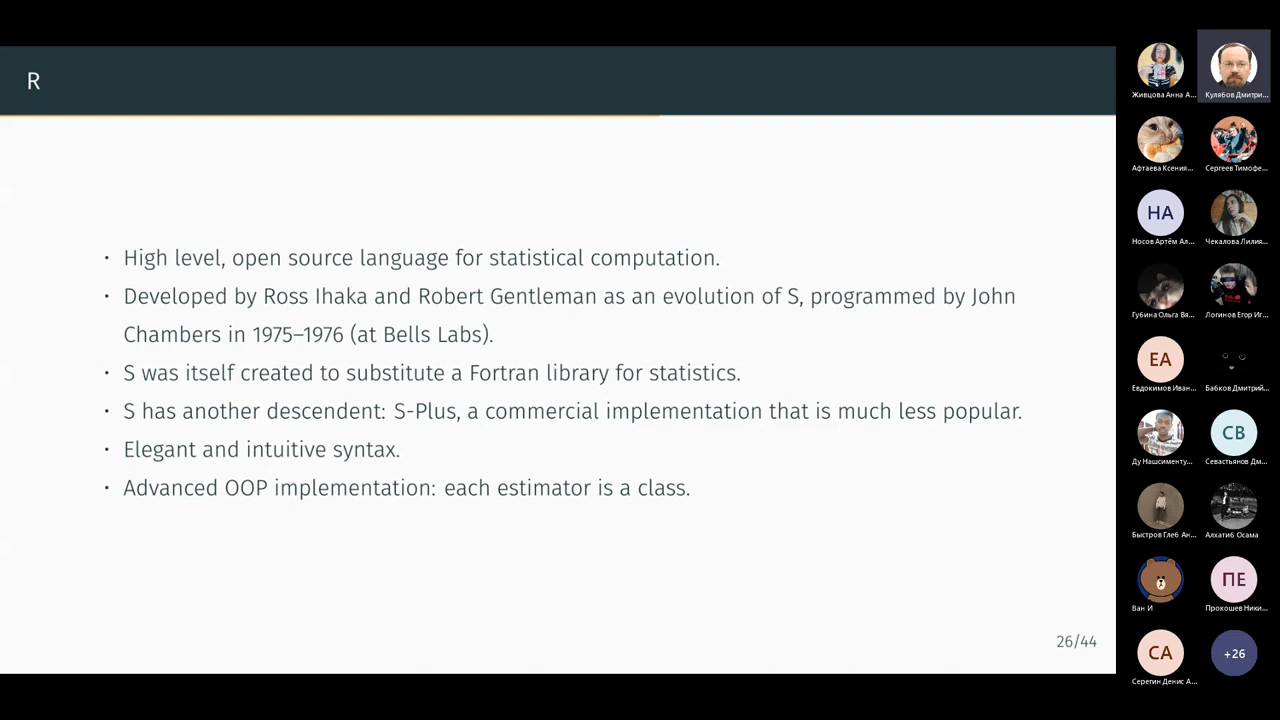 R
• High level, open source language for statistical computation.
• Developed by Ross Ihaka and Robert Gentleman as an evolution of S, programmed by John
Chambers in 1975–1976 (at Bells Labs).
• S was itself created to substitute a Fortran library for statistics.
• S has another descendent: S-Plus, a commercial implementation that is much less popular.
• Elegant and intuitive syntax.
• Advanced OOP implementation: each estimator is a class.
26/44
Живцова Анна А...
Кулябов Дмитри...
Афтаева Ксения...
Сергеев Тимофе...
НА
Носов Артём Ал...
Чекалова Лилия...
Губина Ольга Вя...
Логинов Егор Иг...
ЕА
Евдокимов Иван...
Бабков Дмитрий...
Ду Нашсименту...
СВ
Севастьянов Дм...
Быстров Глеб Ан...
Алхатиб Осама
Ван И
ПЕ
Прокошев Ники...
СА
Серегин Денис А...
+26